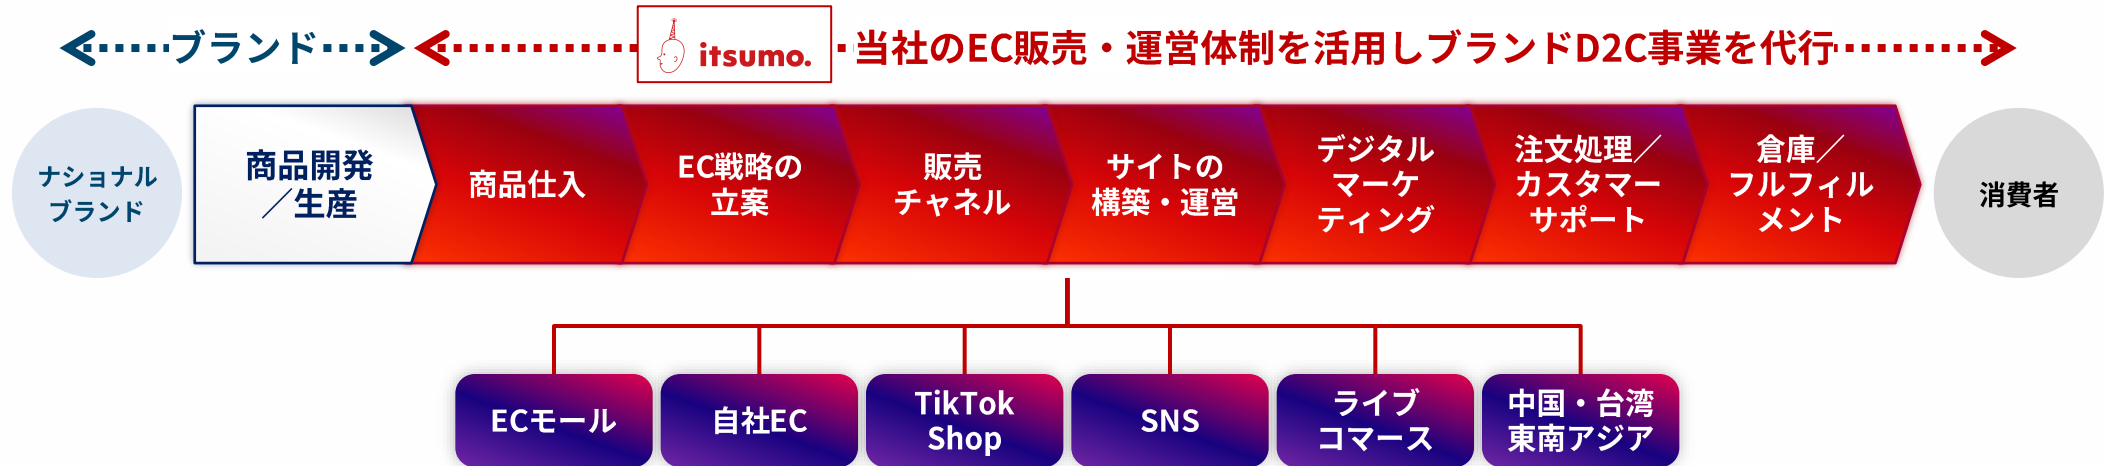 ブランド
itsumo.
当社のEC販売・運営体制を活用しブランドD2C事業を代行
ナショナル
ブランド
商品開発
／生産
商品仕入
EC戦略の
立案
販売
チャネル
サイトの
構築・運営
デジタル
マーケ
ティング
注文処理／
カスタマー
サポート
倉庫／
フルフィル
メント
消費者
ECモール
自社EC
TikTok
Shop
SNS
ライブ
コマース
中国・台湾
東南アジア